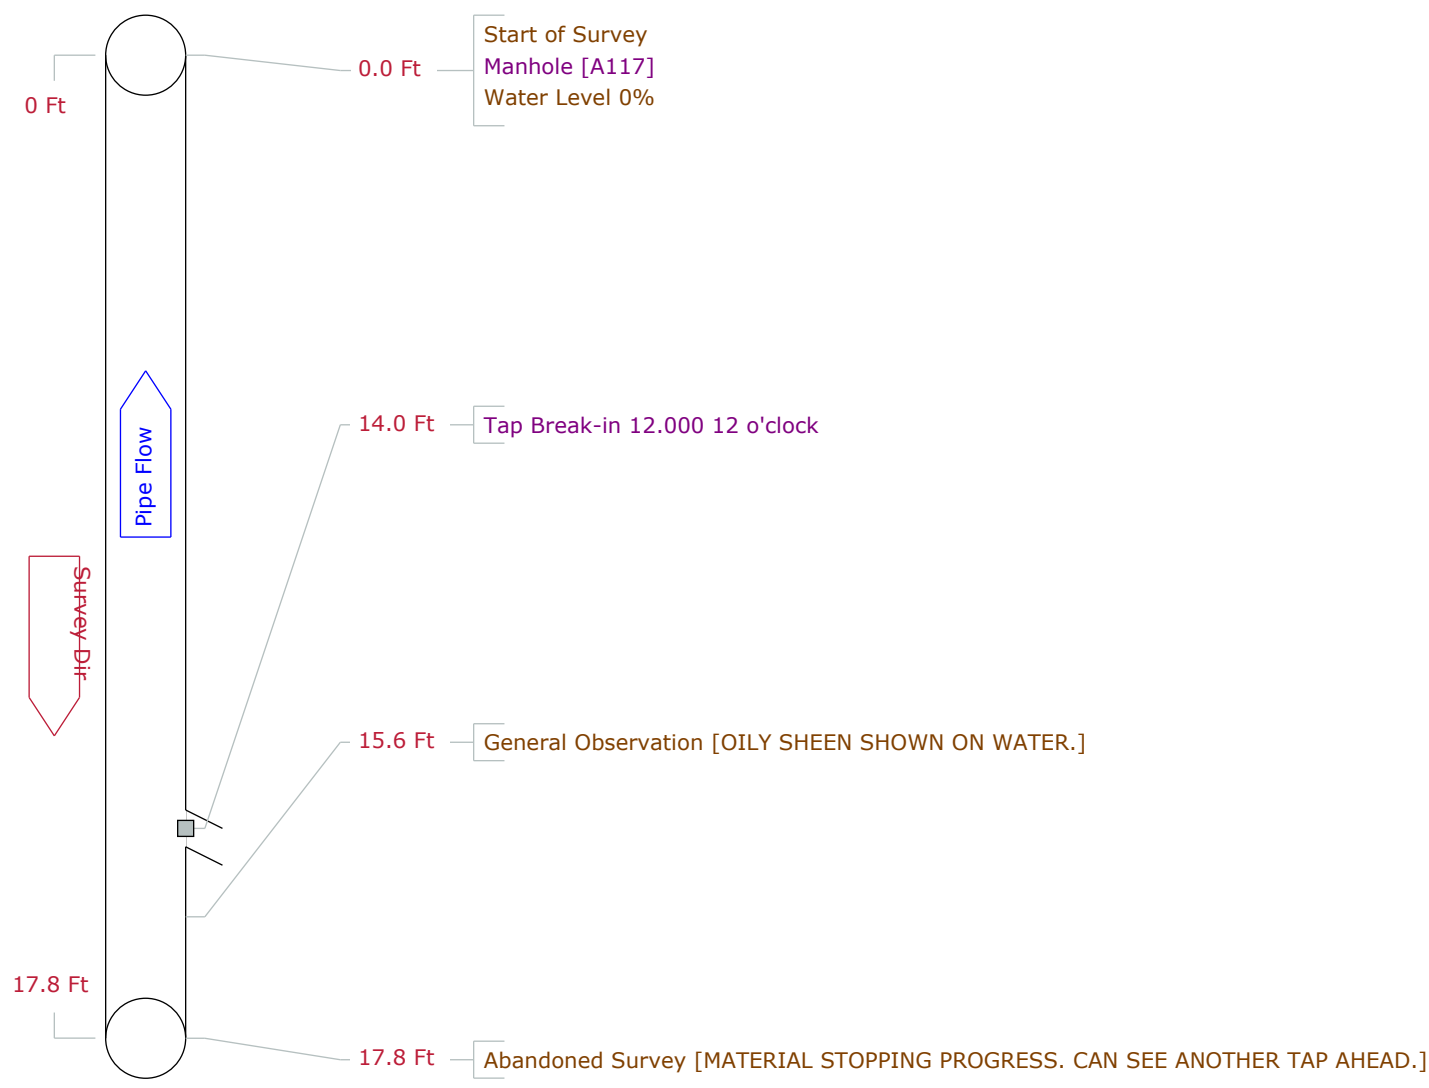 0 Ft
0.0 Ft
Start of Survey
Manhole [A117]
Water Level 0%
Pipe Flow
14.0 Ft
Tap Break-in 12.000 12 o'clock
Survey Dir
15.6 Ft
General Observation [OILY SHEEN SHOWN ON WATER.]
17.8 Ft
17.8 Ft
Abandoned Survey [MATERIAL STOPPING PROGRESS. CAN SEE ANOTHER TAP AHEAD.]